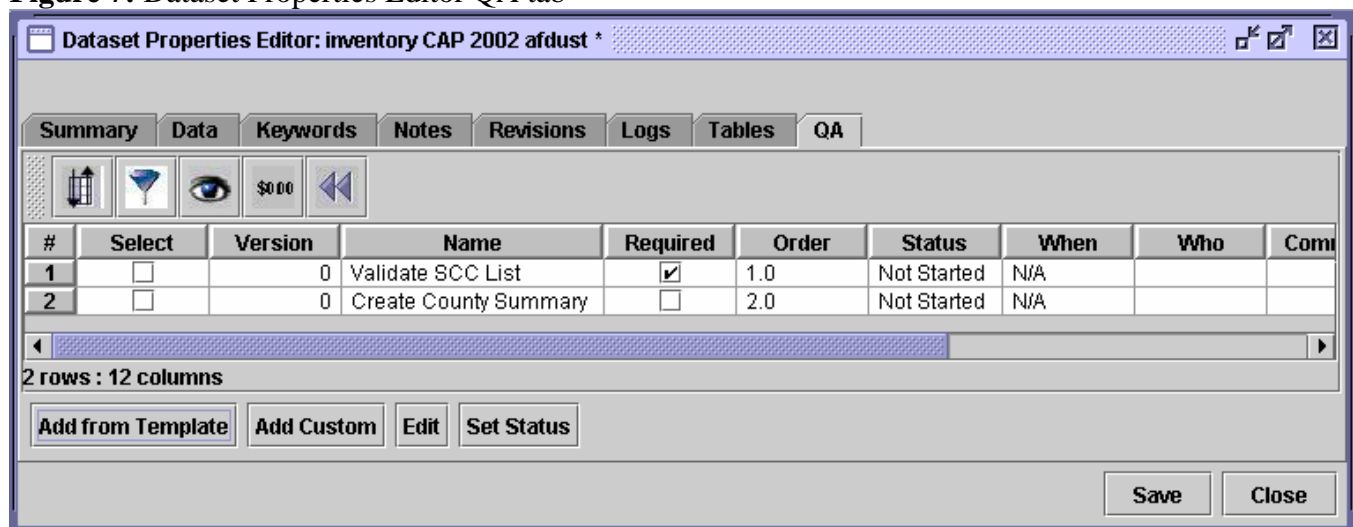 Figure 7: Dataset Properties Editor QA tab
Dataset Properties Editor: inventory CAP 2002 afdust *
Summary Data Keywords Notes Revisions Logs Tables QA
$0.00
# Select Version Name Required Order Status When Who Comm
1 0 Validate SCC List 1.0 Not Started N/A
2 0 Create County Summary 2.0 Not Started N/A
2 rows : 12 columns
Add from Template Add Custom Edit Set Status
Save Close